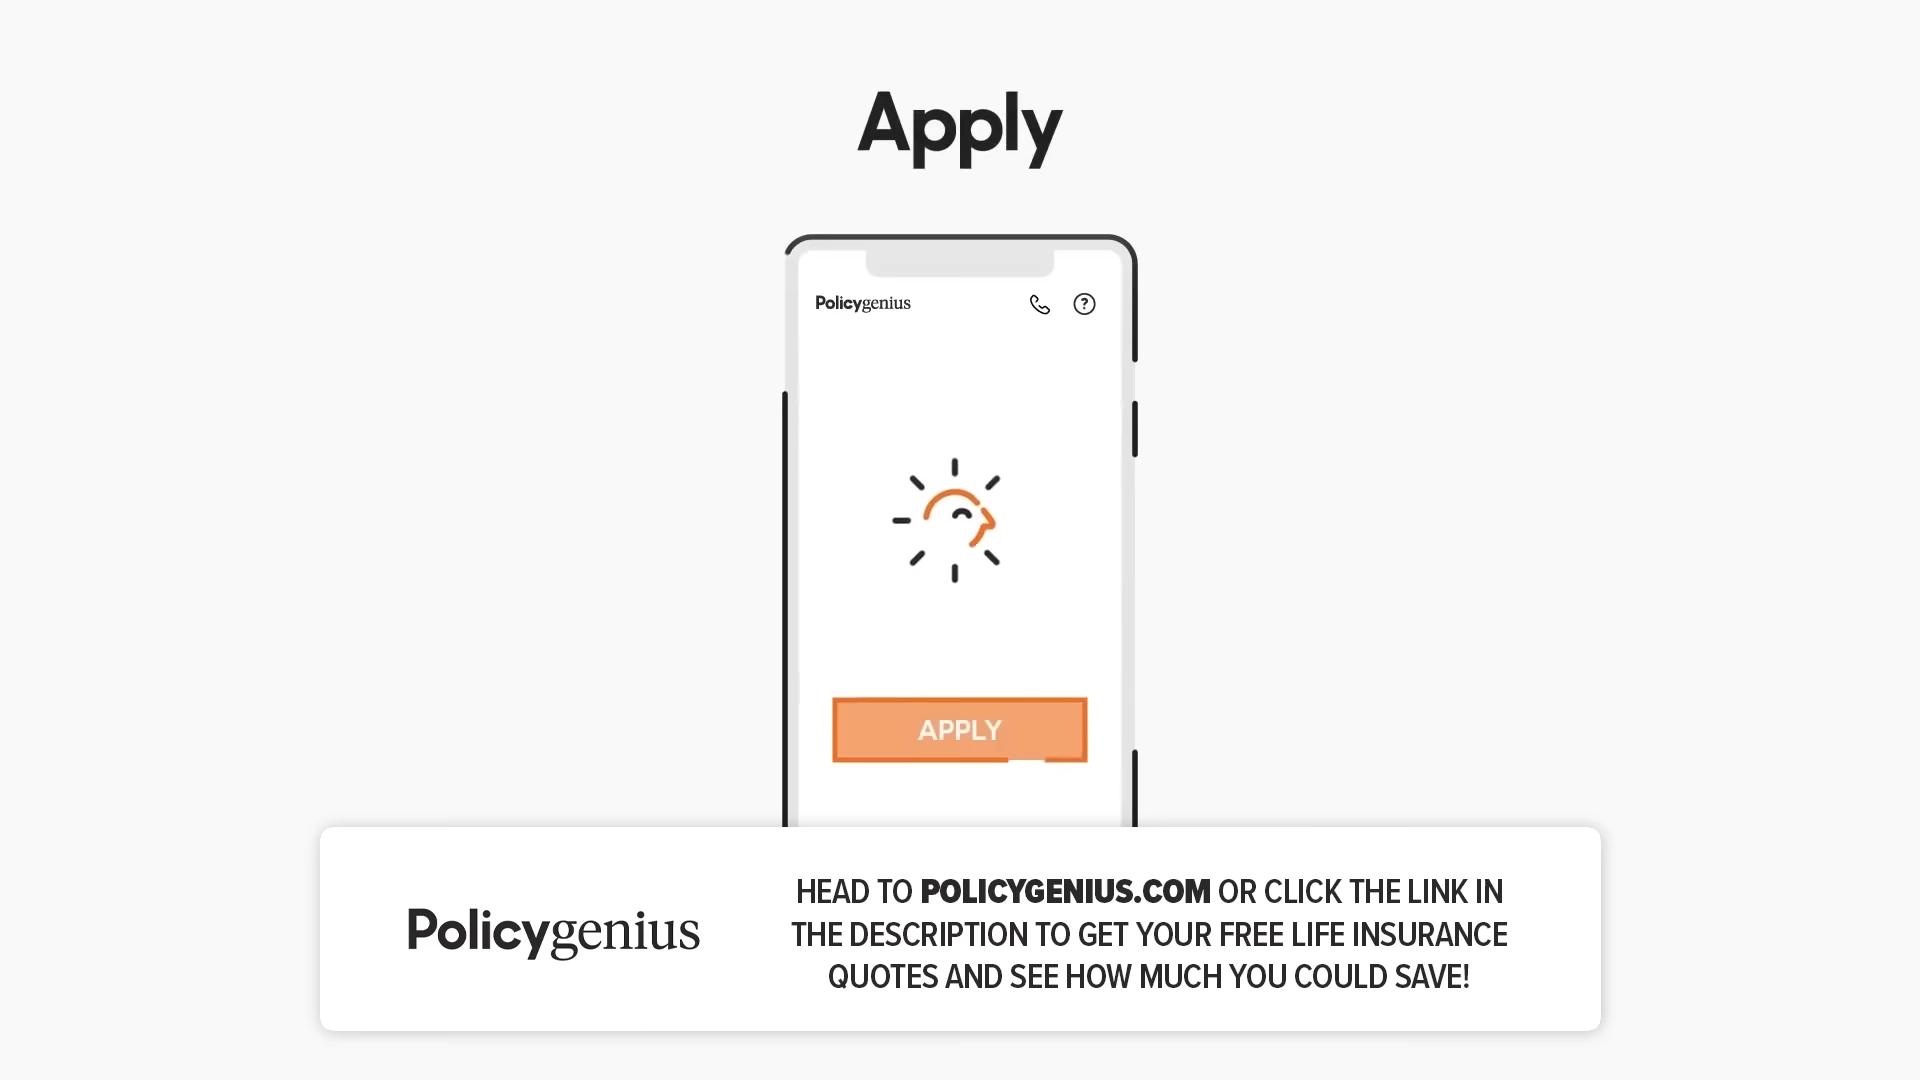 Apply
Policygenius
?
APPLY
Policygenius
HEAD TO POLICYGENIUS.COM OR CLICK THE LINK IN
THE DESCRIPTION TO GET YOUR FREE LIFE INSURANCE
QUOTES AND SEE HOW MUCH YOU COULD SAVE!